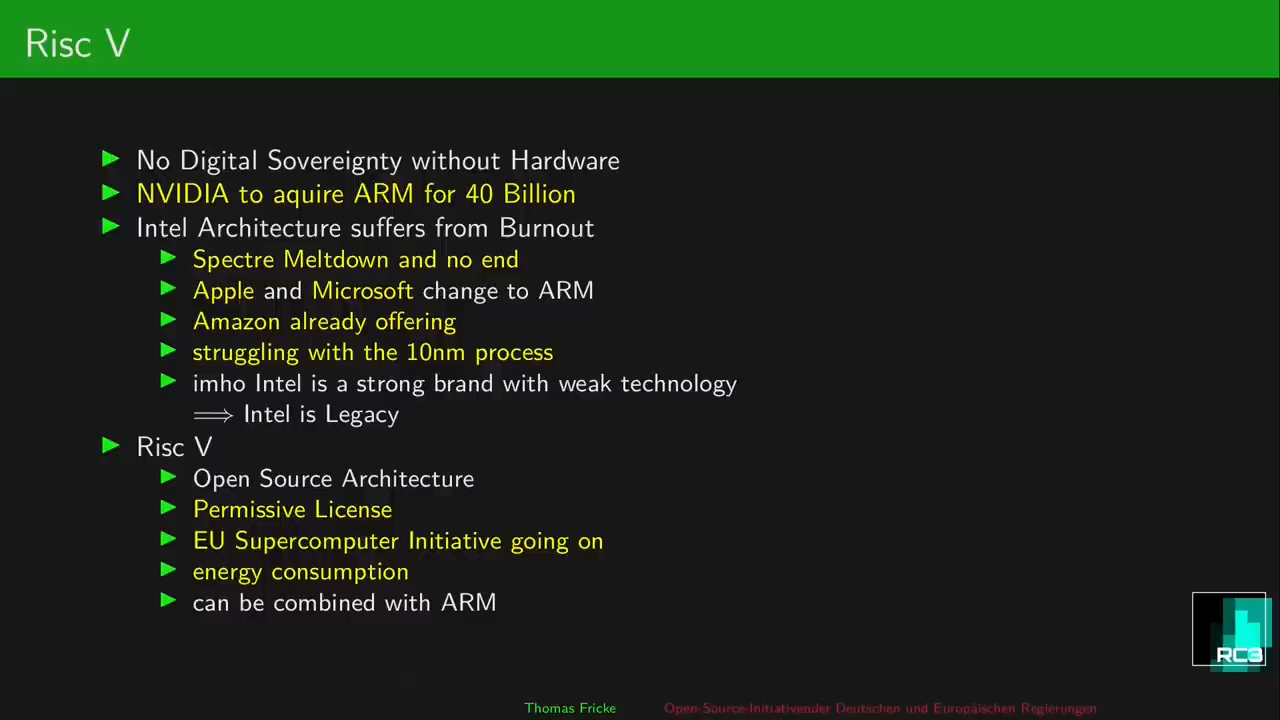 Risc V
No Digital Sovereignty without Hardware
NVIDIA to aquire ARM for 40 Billion
Intel Architecture suffers from Burnout
Spectre Meltdown and no end
Apple and Microsoft change to ARM
Amazon already offering
struggling with the 10nm process
imho Intel is a strong brand with weak technology
⟹ Intel is Legacy
Risc V
Open Source Architecture
Permissive License
EU Supercomputer Initiative going on
energy consumption
can be combined with ARM
RC3
Thomas Fricke Open-Source-Initiativender Deutschen und Europäischen Regierungen